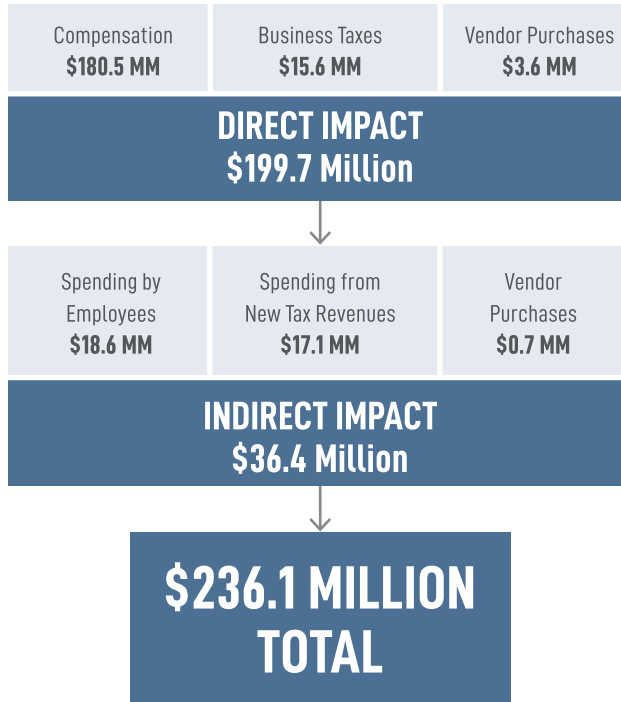 Compensation
$180.5 MM
Business Taxes
$15.6 MM
Vendor Purchases
$3.6 MM
DIRECT IMPACT
$199.7 Million
Spending by
Employees
$18.6 MM
Spending from
New Tax Revenues
$17.1 MM
Vendor
Purchases
$0.7 MM
INDIRECT IMPACT
$36.4 Million
$236.1 MILLION
TOTAL